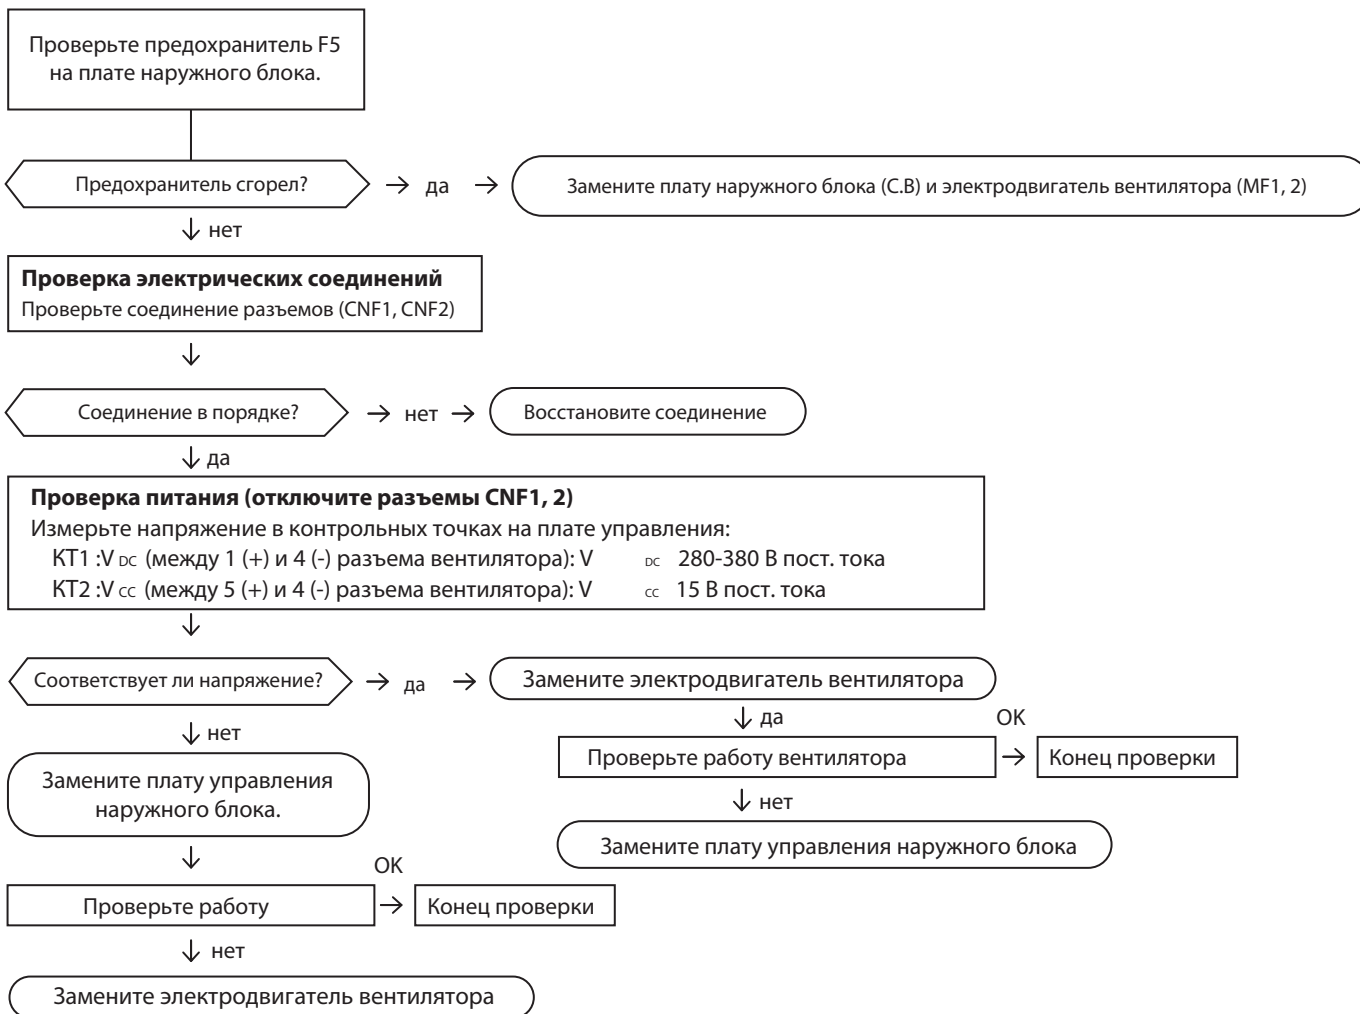 Проверьте предохранитель F5
на плате наружного блока.
Предохранитель сгорел?
да
Замените плату наружного блока (C.B) и электродвигатель вентилятора (MF1, 2)
нет
Проверка электрических соединений
Проверьте соединение разъемов (CNF1, CNF2)
Соединение в порядке?
нет
Восстановите соединение
да
Проверка питания (отключите разъемы CNF1, 2)
Измерьте напряжение в контрольных точках на плате управления:
КТ1 :V DC (между 1 (+) и 4 (-) разъема вентилятора): V DC 280-380 В пост. тока
КТ2 :V CC (между 5 (+) и 4 (-) разъема вентилятора): V CC 15 В пост. тока
Соответствует ли напряжение?
да
Замените электродвигатель вентилятора
да
OK
нет
Проверьте работу вентилятора
Конец проверки
Замените плату управления
наружного блока.
нет
Замените плату управления наружного блока
OK
Проверьте работу
Конец проверки
нет
Замените электродвигатель вентилятора